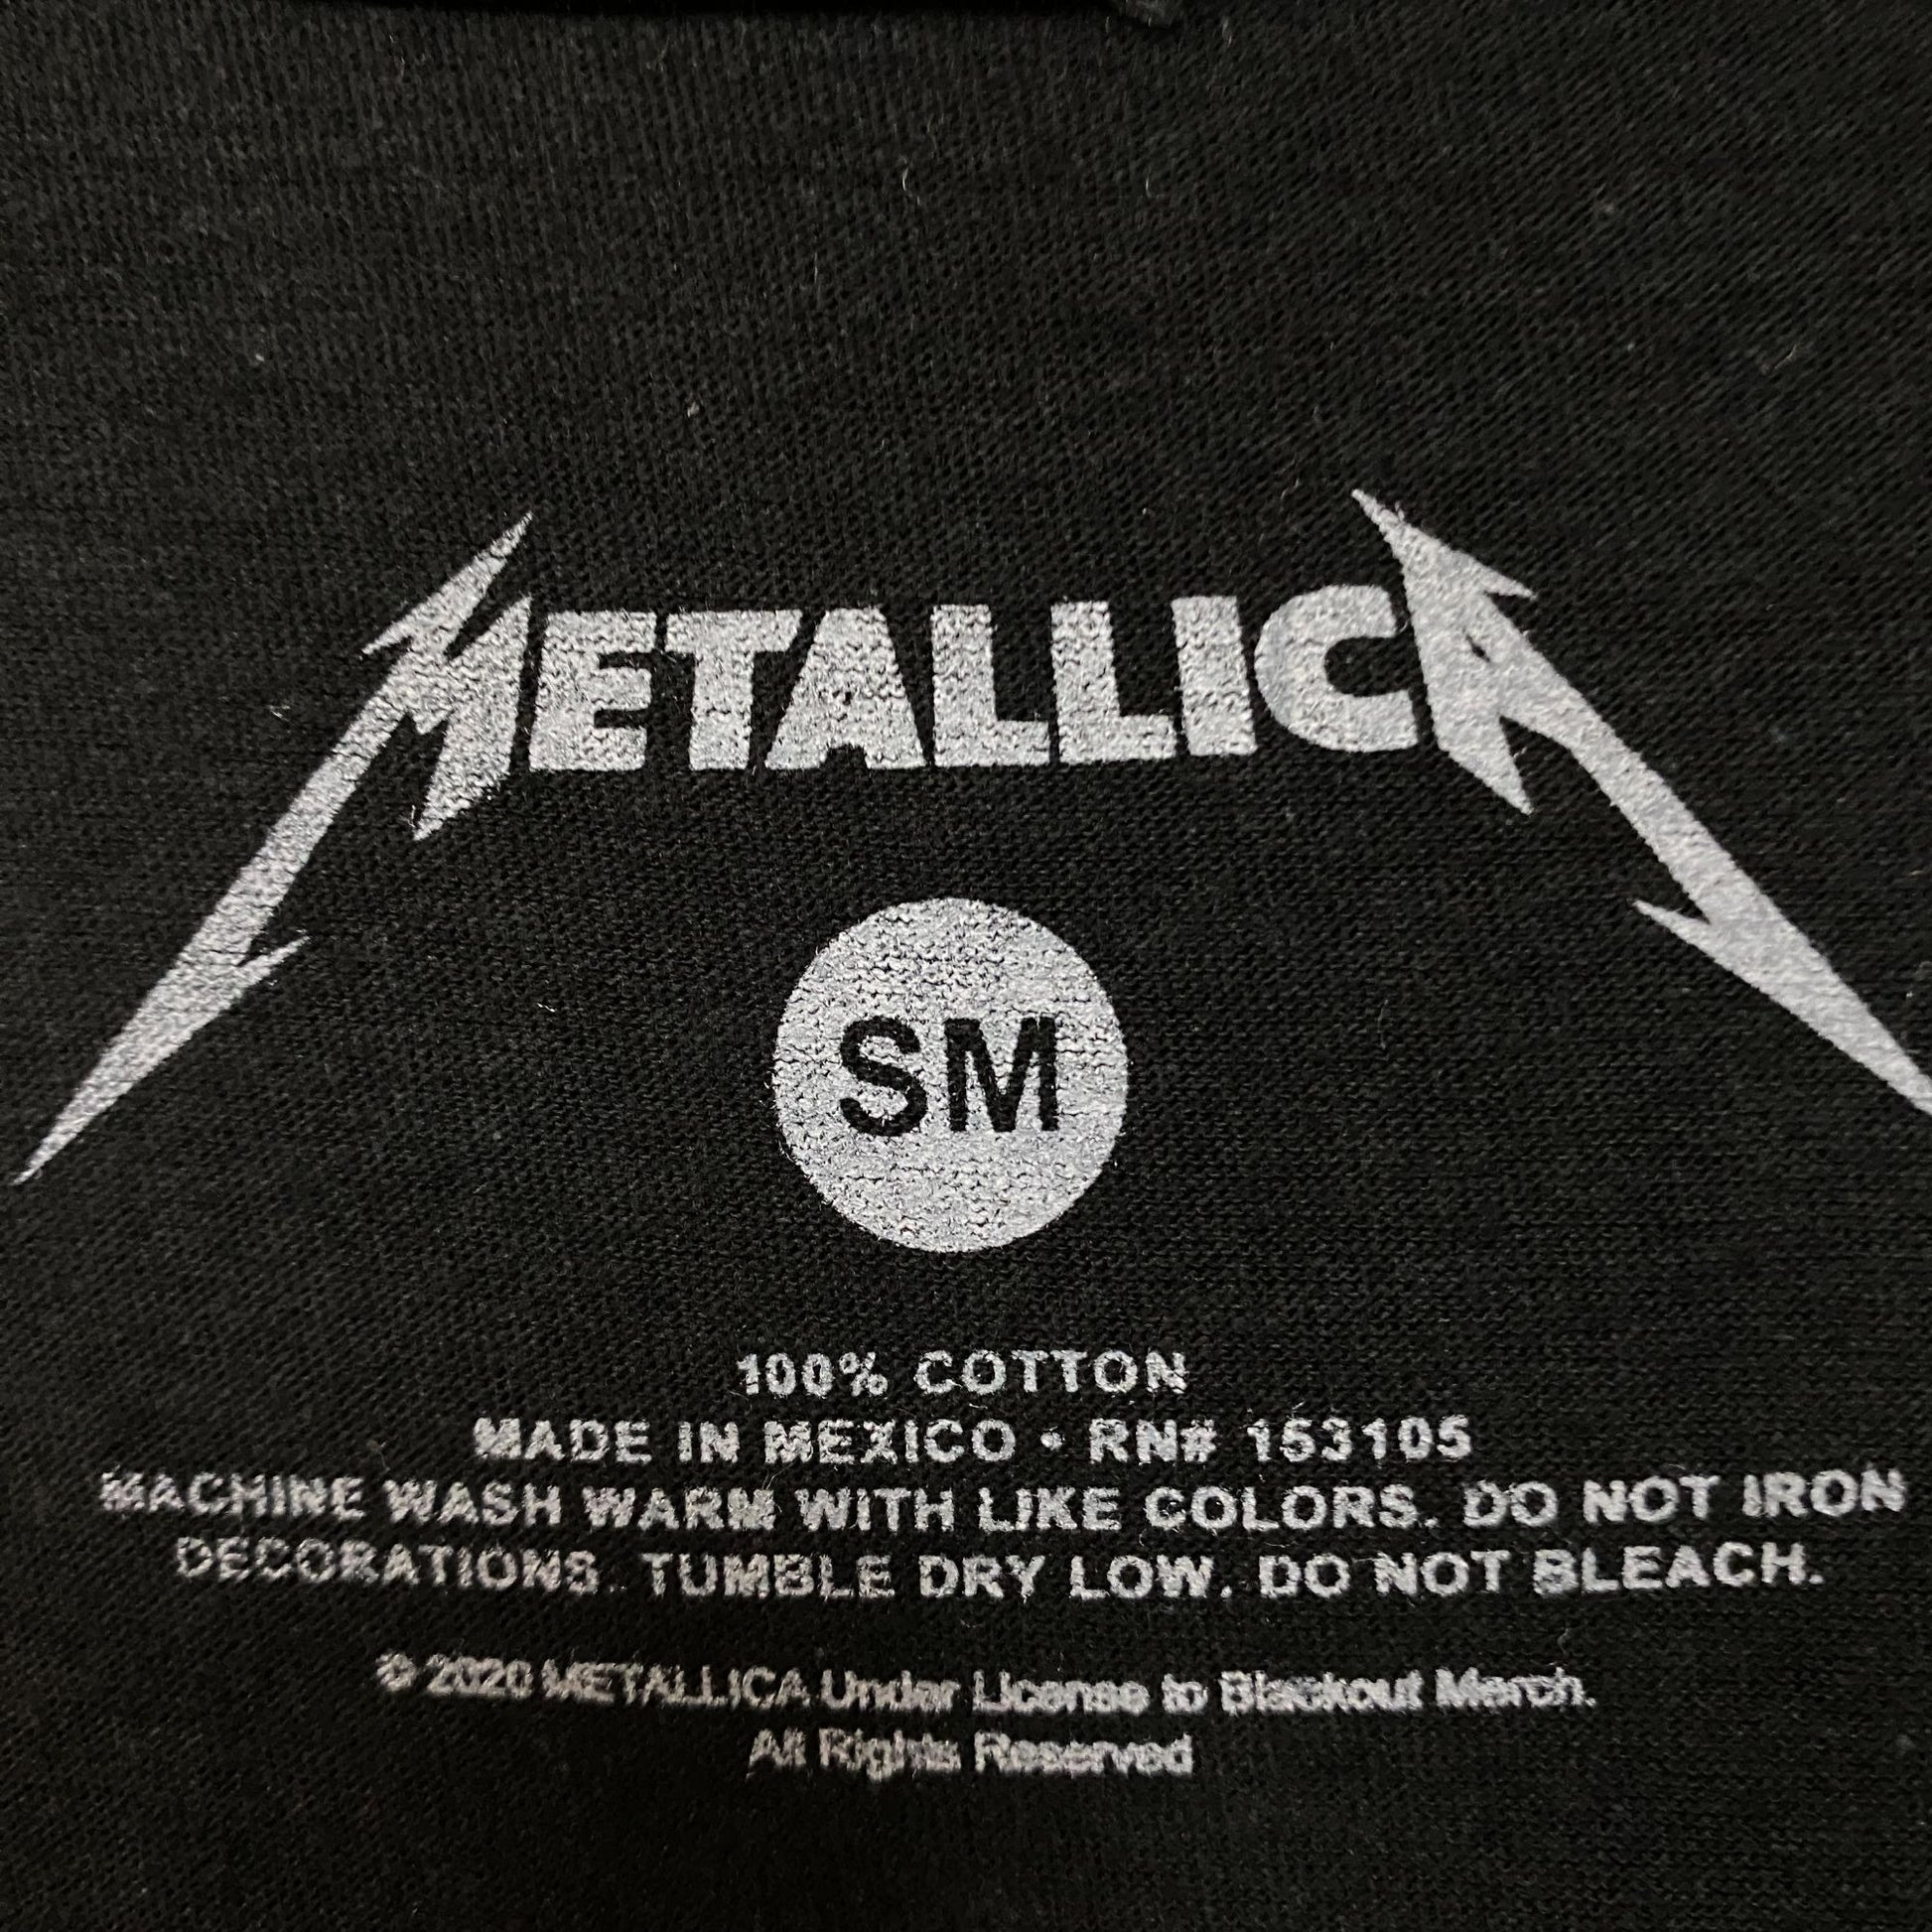 METALLICA
SM
100% COTTON
MADE IN MEXICO • RN# 153105
MACHINE WASH WARM WITH LIKE COLORS. DO NOT IRON
DECORATIONS. TUMBLE DRY LOW. DO NOT BLEACH.
© 2020 METALLICA Under License to Blackout Merch.
All Rights Reserved